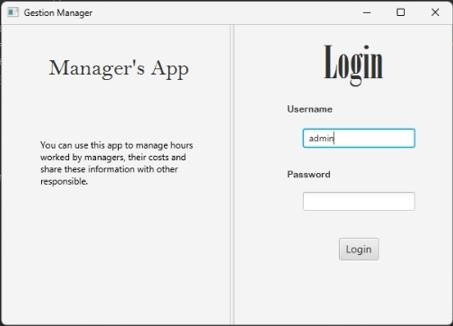 Gestion Manager
Manager's App
You can use this app to manage hours
worked by managers, their costs and
share these information with other
responsible.
Login
Username
admin
Password
Login